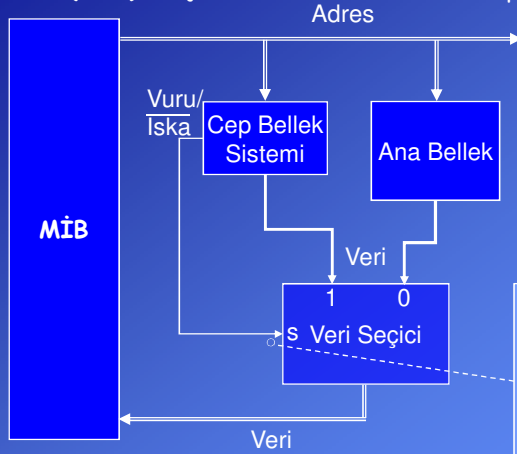 Adres
Vuru/
Iska
Cep Bellek
Sistemi
Ana Bellek
MİB
Veri
1 0
s Veri Seçici
Veri